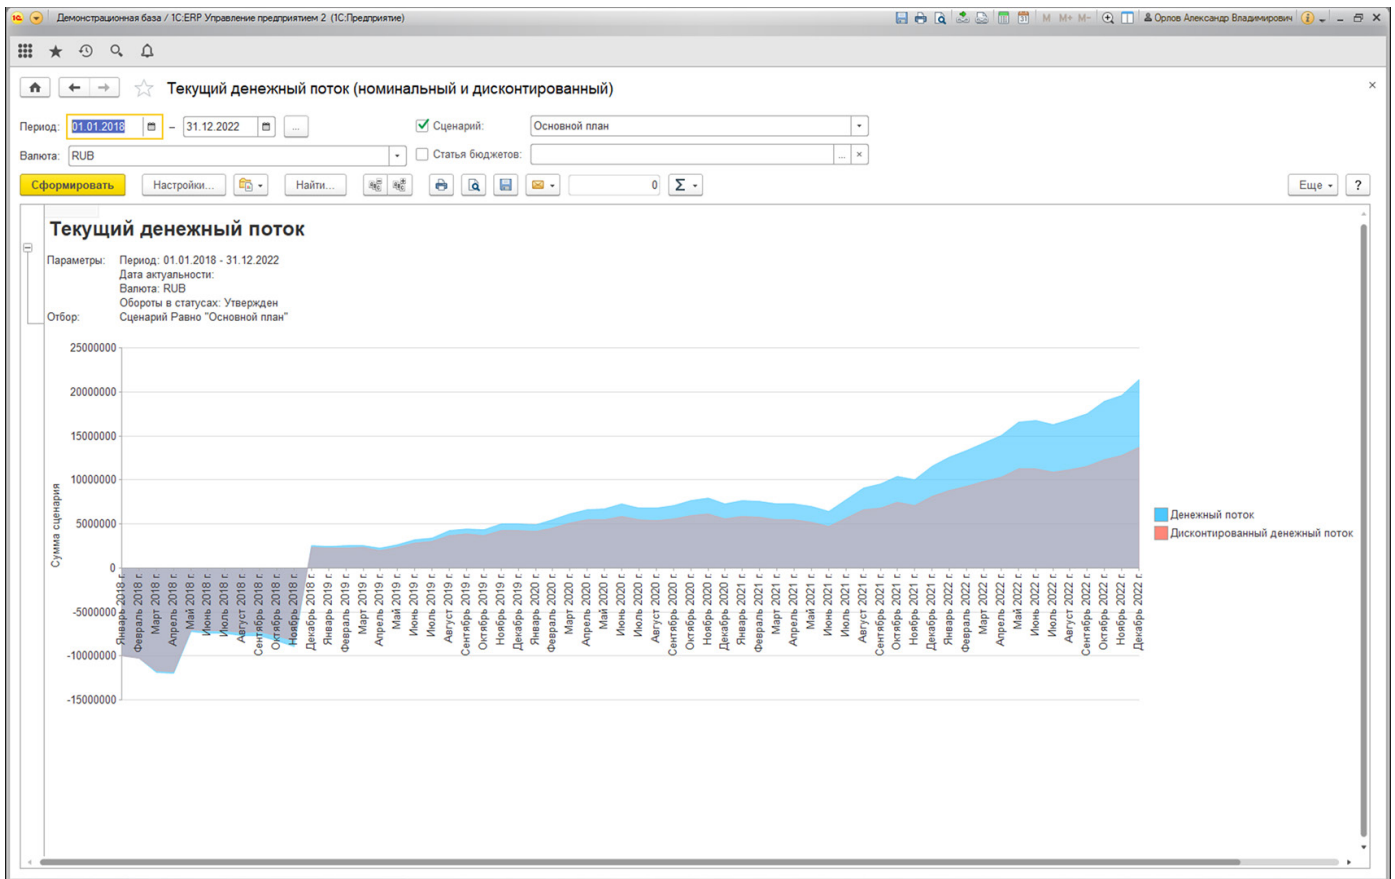 Демонстрационная база / 1С:ERP Управление предприятием 2 (1С:Предприятие)
M M+ M- Орлов Александр Владимирович
Текущий денежный поток (номинальный и дисконтированный)
Период: 01.01.2018 – 31.12.2022 ... Сценарий: Основной план
Валюта: RUB Статья бюджетов: ...
Сформировать Настройки... Найти... 0 Σ Еще ?
Текущий денежный поток
Параметры: Период: 01.01.2018 - 31.12.2022
Дата актуальности:
Валюта: RUB
Обороты в статусах: Утвержден
Отбор: Сценарий Равно "Основной план"
25000000
20000000
15000000
10000000
5000000
0
-5000000
-10000000
-15000000
Сумма сценария
Январь 2018 г.
Февраль 2018 г.
Март 2018 г.
Апрель 2018 г.
Май 2018 г.
Июнь 2018 г.
Июль 2018 г.
Август 2018 г.
Сентябрь 2018 г.
Октябрь 2018 г.
Ноябрь 2018 г.
Декабрь 2018 г.
Январь 2019 г.
Февраль 2019 г.
Март 2019 г.
Апрель 2019 г.
Май 2019 г.
Июнь 2019 г.
Июль 2019 г.
Август 2019 г.
Сентябрь 2019 г.
Октябрь 2019 г.
Ноябрь 2019 г.
Декабрь 2019 г.
Январь 2020 г.
Февраль 2020 г.
Март 2020 г.
Апрель 2020 г.
Май 2020 г.
Июнь 2020 г.
Июль 2020 г.
Август 2020 г.
Сентябрь 2020 г.
Октябрь 2020 г.
Ноябрь 2020 г.
Декабрь 2020 г.
Январь 2021 г.
Февраль 2021 г.
Март 2021 г.
Апрель 2021 г.
Май 2021 г.
Июнь 2021 г.
Июль 2021 г.
Август 2021 г.
Сентябрь 2021 г.
Октябрь 2021 г.
Ноябрь 2021 г.
Декабрь 2021 г.
Январь 2022 г.
Февраль 2022 г.
Март 2022 г.
Апрель 2022 г.
Май 2022 г.
Июнь 2022 г.
Июль 2022 г.
Август 2022 г.
Сентябрь 2022 г.
Октябрь 2022 г.
Ноябрь 2022 г.
Декабрь 2022 г.
Денежный поток
Дисконтированный денежный поток